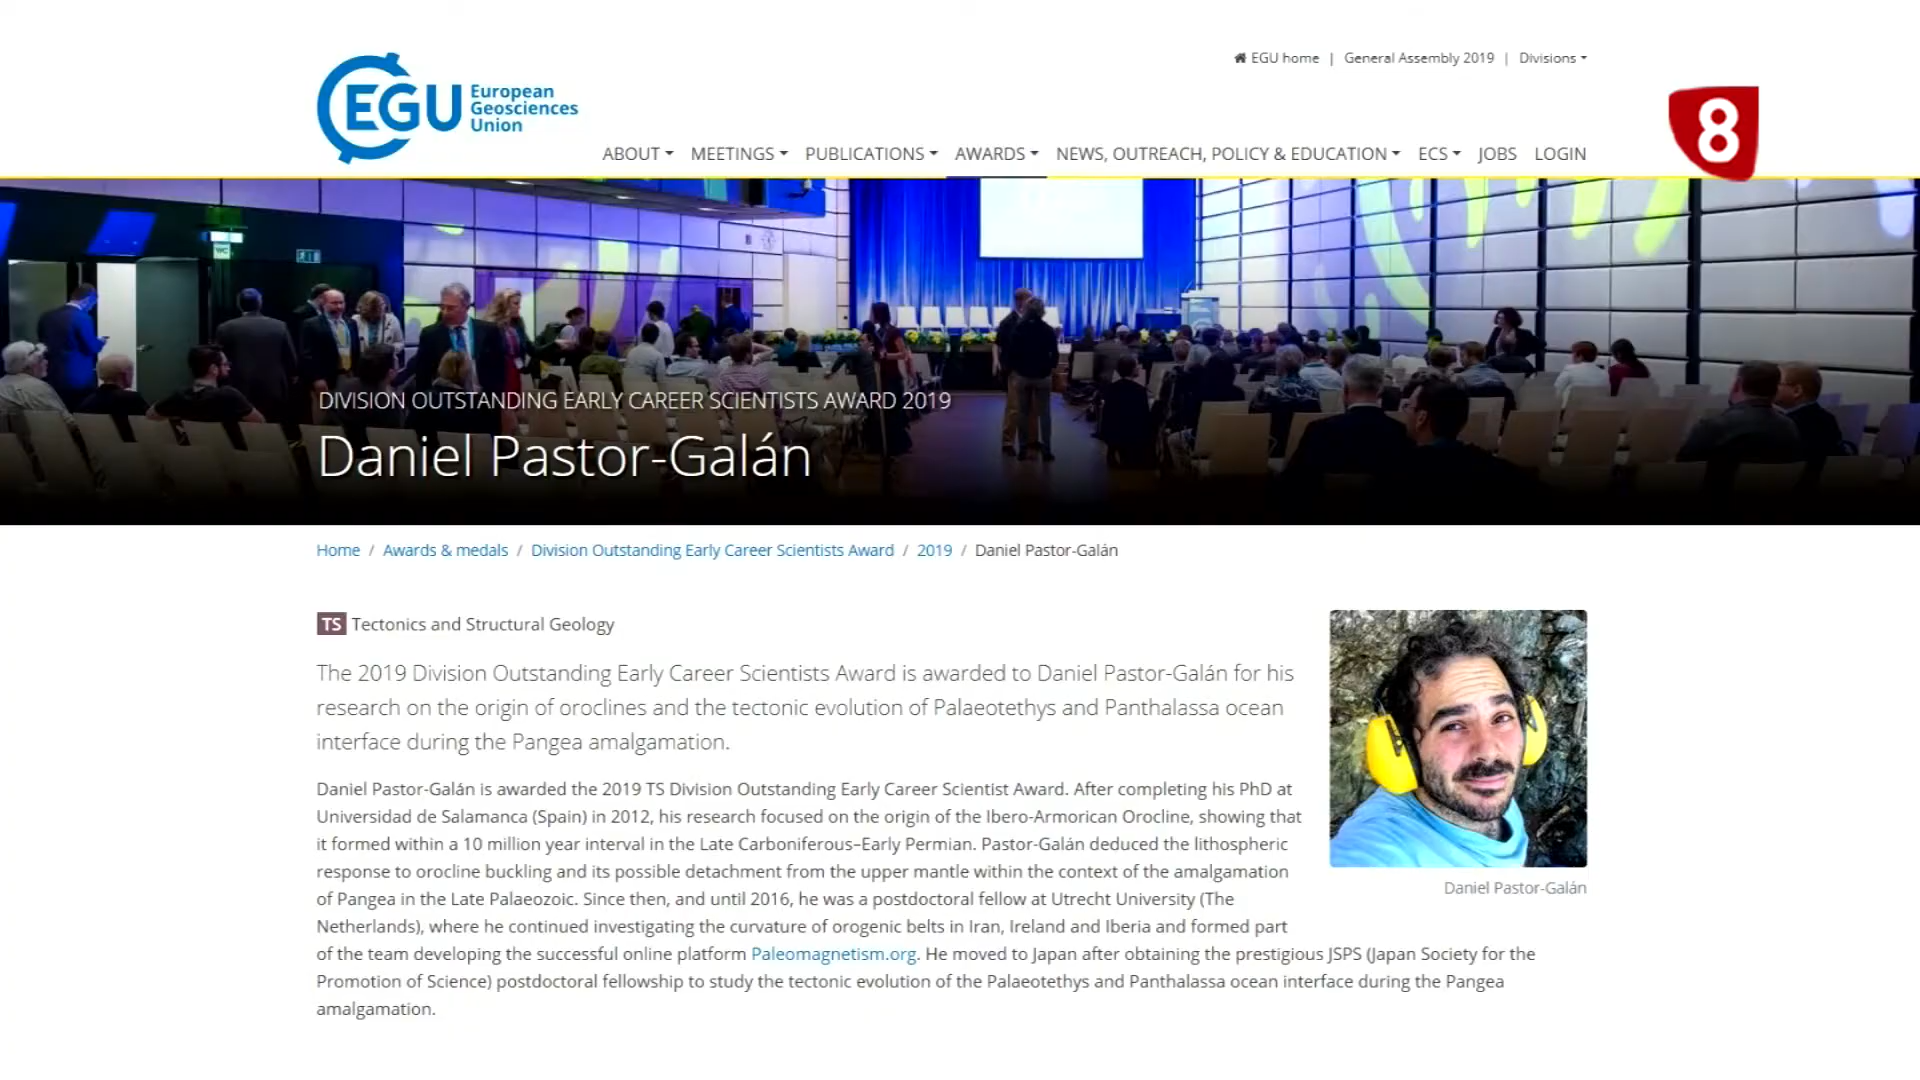 EGU home | General Assembly 2019 | Divisions
EGU European
Geosciences
Union
8
ABOUT MEETINGS PUBLICATIONS AWARDS NEWS, OUTREACH, POLICY & EDUCATION ECS JOBS LOGIN
WC
DIVISION OUTSTANDING EARLY CAREER SCIENTISTS AWARD 2019
Daniel Pastor-Galán
Home / Awards & medals / Division Outstanding Early Career Scientists Award / 2019 / Daniel Pastor-Galán
TS Tectonics and Structural Geology
The 2019 Division Outstanding Early Career Scientists Award is awarded to Daniel Pastor-Galán for his
research on the origin of oroclines and the tectonic evolution of Palaeotethys and Panthalassa ocean
interface during the Pangea amalgamation.
Daniel Pastor-Galán is awarded the 2019 TS Division Outstanding Early Career Scientist Award. After completing his PhD at
Universidad de Salamanca (Spain) in 2012, his research focused on the origin of the Ibero-Armorican Orocline, showing that
it formed within a 10 million year interval in the Late Carboniferous–Early Permian. Pastor-Galán deduced the lithospheric
response to orocline buckling and its possible detachment from the upper mantle within the context of the amalgamation
of Pangea in the Late Palaeozoic. Since then, and until 2016, he was a postdoctoral fellow at Utrecht University (The
Netherlands), where he continued investigating the curvature of orogenic belts in Iran, Ireland and Iberia and formed part
of the team developing the successful online platform Paleomagnetism.org. He moved to Japan after obtaining the prestigious JSPS (Japan Society for the
Promotion of Science) postdoctoral fellowship to study the tectonic evolution of the Palaeotethys and Panthalassa ocean interface during the Pangea
amalgamation.
Daniel Pastor-Galán